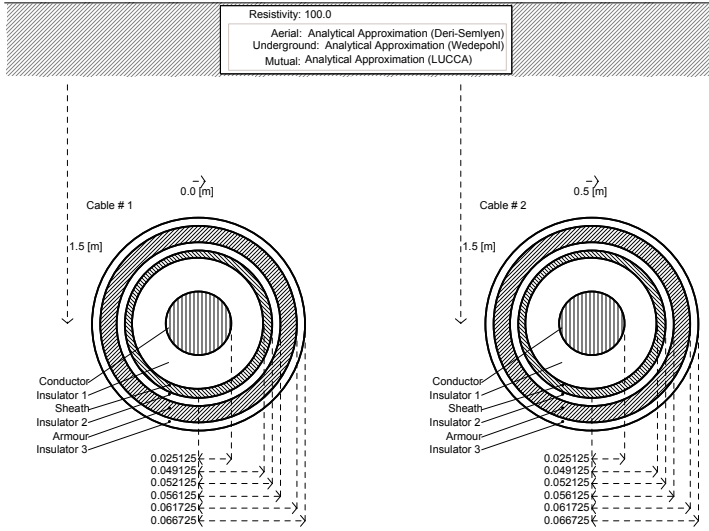 Resistivity: 100.0
Aerial: Analytical Approximation (Deri-Semlyen)
Underground: Analytical Approximation (Wedepohl)
Mutual: Analytical Approximation (LUCCA)
0.0 [m]
0.5 [m]
Cable # 1
Cable # 2
1.5 [m]
1.5 [m]
Conductor
Insulator 1
Sheath
Insulator 2
Armour
Insulator 3
0.025125
0.049125
0.052125
0.056125
0.061725
0.066725
Conductor
Insulator 1
Sheath
Insulator 2
Armour
Insulator 3
0.025125
0.049125
0.052125
0.056125
0.061725
0.066725